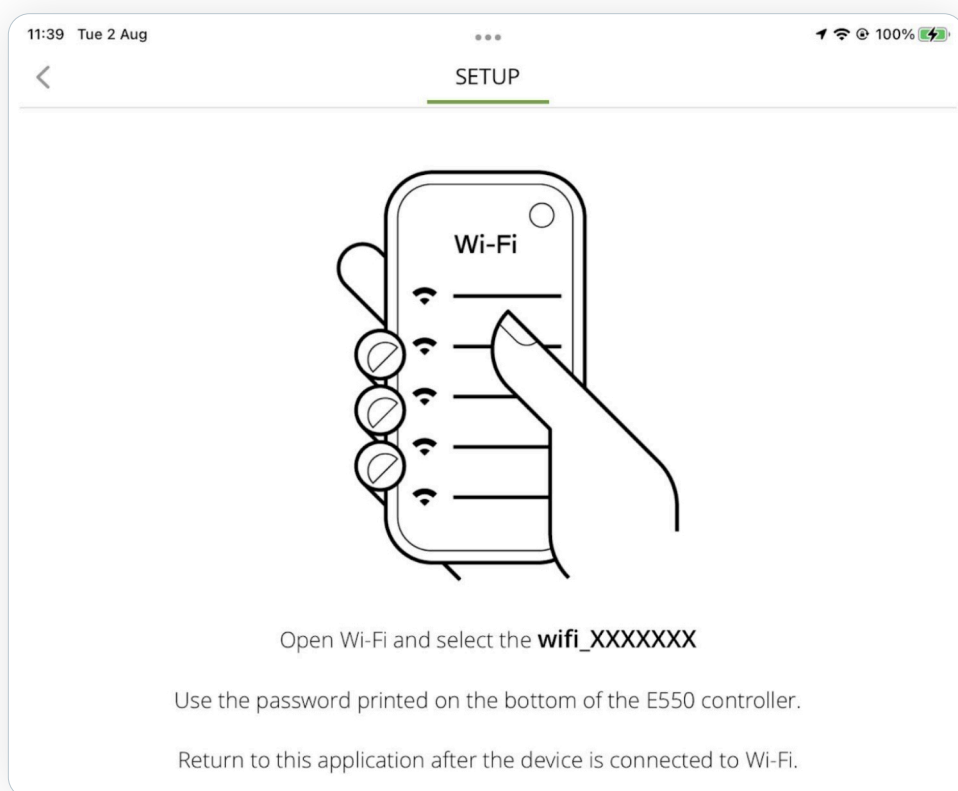 11:39 Tue 2 Aug
100%
SETUP
Wi-Fi
Open Wi-Fi and select the wifi_XXXXXXX
Use the password printed on the bottom of the E550 controller.
Return to this application after the device is connected to Wi-Fi.